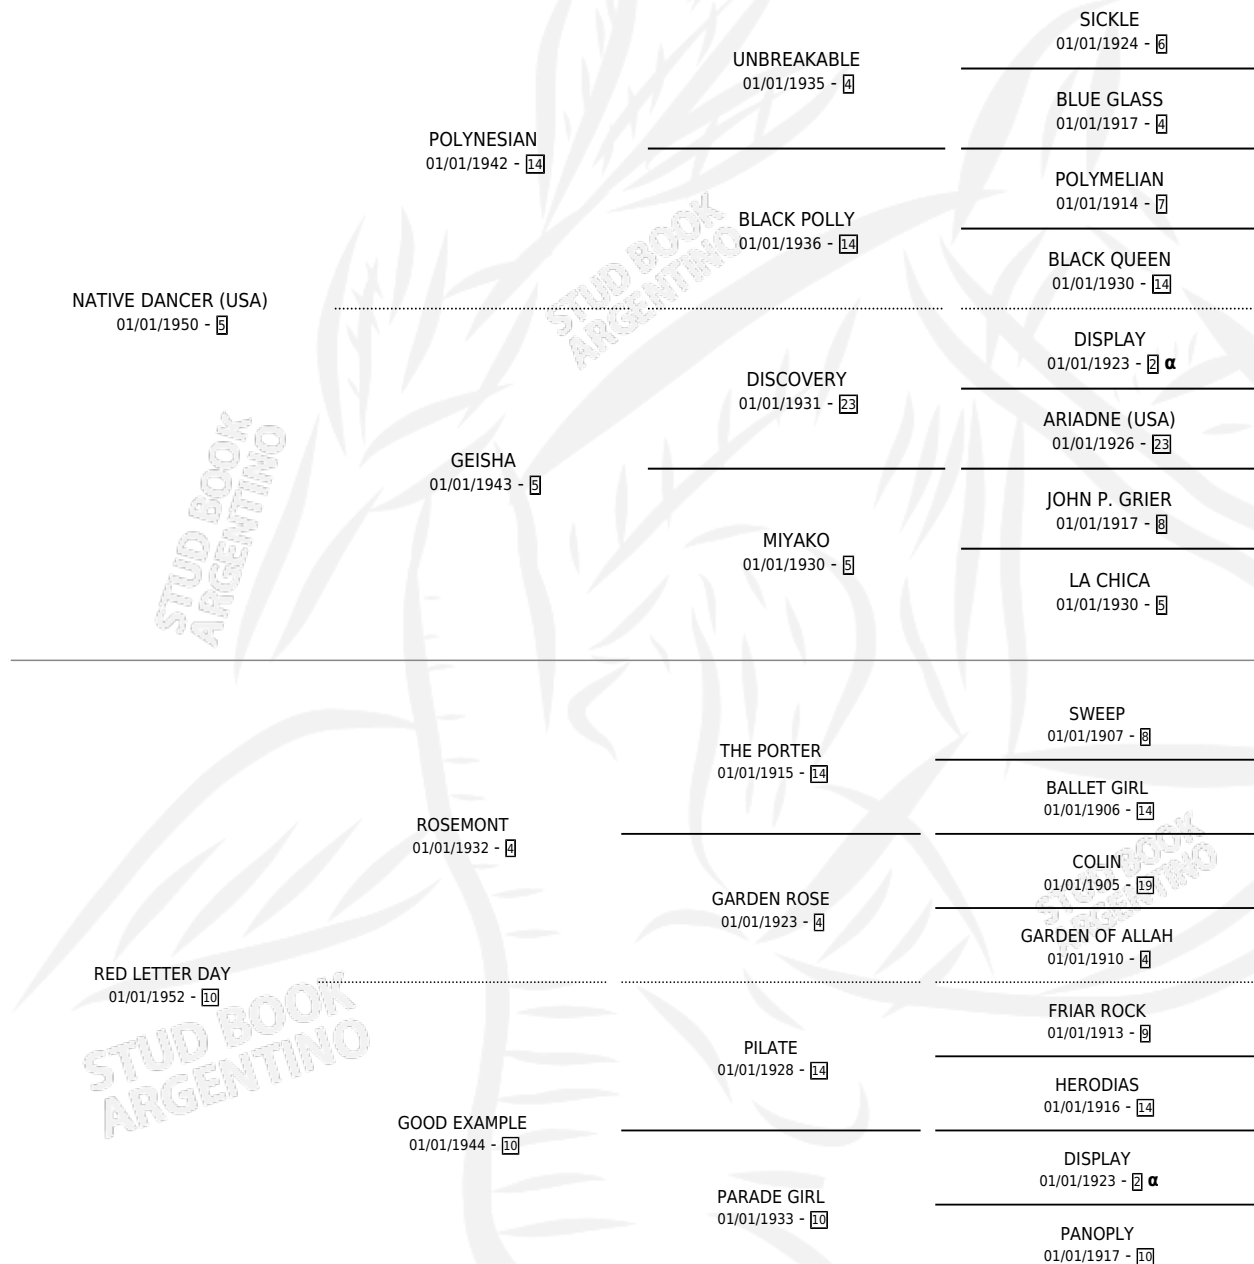 SICKLE
01/01/1924 - 6
UNBREAKABLE
01/01/1935 - 4
BLUE GLASS
01/01/1917 - 4
POLYNESIAN
01/01/1942 - 14
POLYMELIAN
01/01/1914 - 7
BLACK POLLY
01/01/1936 - 14
BLACK QUEEN
01/01/1930 - 14
NATIVE DANCER (USA)
01/01/1950 - 5
DISPLAY
01/01/1923 - 2 α
DISCOVERY
01/01/1931 - 23
ARIADNE (USA)
01/01/1926 - 23
GEISHA
01/01/1943 - 5
JOHN P. GRIER
01/01/1917 - 8
MIYAKO
01/01/1930 - 5
LA CHICA
01/01/1930 - 5
STUD BOOK
ARGENTINO
STUD BOOK
ARGENTINO
SWEEP
01/01/1907 - 8
THE PORTER
01/01/1915 - 14
BALLET GIRL
01/01/1906 - 14
ROSEMONT
01/01/1932 - 4
COLIN
01/01/1905 - 19
GARDEN ROSE
01/01/1923 - 4
GARDEN OF ALLAH
01/01/1910 - 4
RED LETTER DAY
01/01/1952 - 10
FRIAR ROCK
01/01/1913 - 9
PILATE
01/01/1928 - 14
HERODIAS
01/01/1916 - 14
GOOD EXAMPLE
01/01/1944 - 10
DISPLAY
01/01/1923 - 2 α
PARADE GIRL
01/01/1933 - 10
PANOPLY
01/01/1917 - 10
STUD BOOK
ARGENTINO
STUD BOOK
ARGENTINO